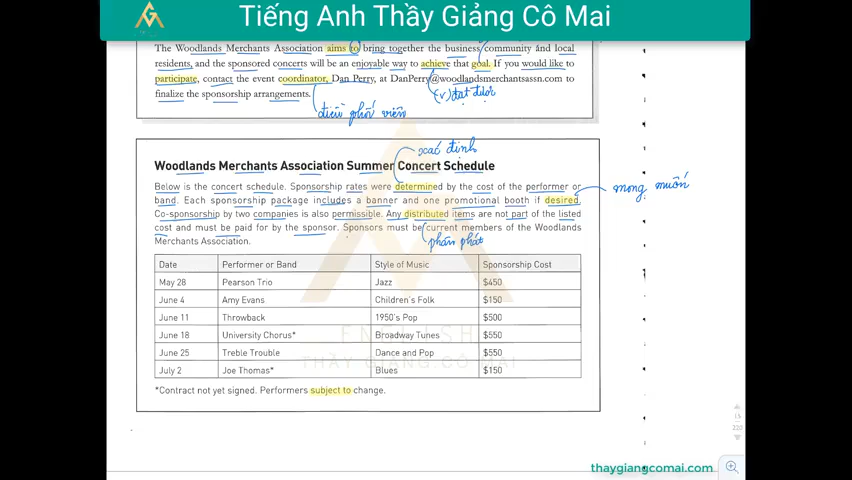 Tiếng Anh Thầy Giảng Cô Mai
The Woodlands Merchants Association aims to bring together the business community and local
residents, and the sponsored concerts will be an enjoyable way to achieve that goal. If you would like to
participate, contact the event coordinator, Dan Perry, at DanPerry@woodlandsmerchantsassn.com to
finalize the sponsorship arrangements.
(v) đạt được
điều phối viên
xác định
Woodlands Merchants Association Summer Concert Schedule
Below is the concert schedule. Sponsorship rates were determined by the cost of the performer or
mong muốn
band. Each sponsorship package includes a banner and one promotional booth if desired.
Co-sponsorship by two companies is also permissible. Any distributed items are not part of the listed
cost and must be paid for by the sponsor. Sponsors must be current members of the Woodlands
Merchants Association.
phân phát
Date Performer or Band Style of Music Sponsorship Cost
May 28 Pearson Trio Jazz $450
June 4 Amy Evans Children's Folk $150
June 11 Throwback 1950's Pop $500
June 18 University Chorus* Broadway Tunes $550
June 25 Treble Trouble Dance and Pop $550
July 2 Joe Thomas* Blues $150
*Contract not yet signed. Performers subject to change.
ENGLISH
THẦY GIẢNG.CÔ MAI
thaygiangcomai.com